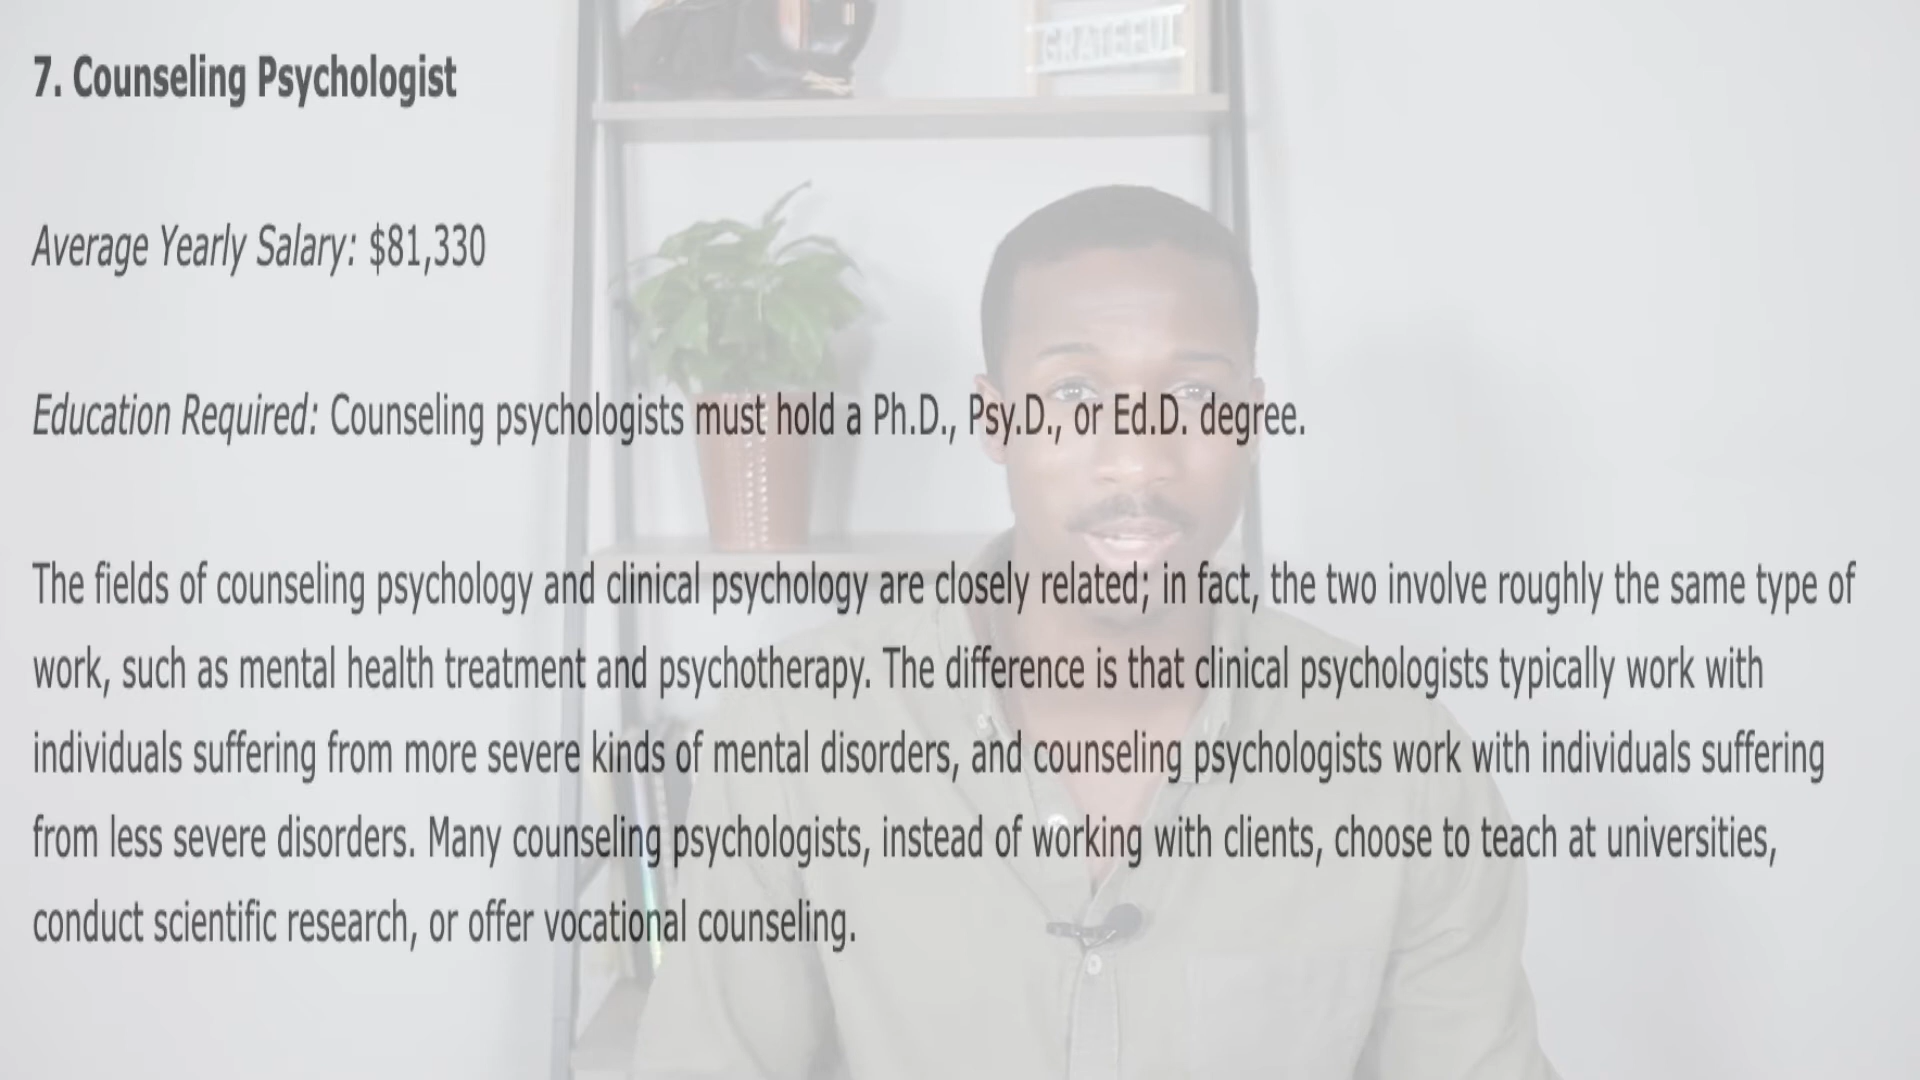 GRATEFUL
7. Counseling Psychologist
Average Yearly Salary: $81,330
Education Required: Counseling psychologists must hold a Ph.D., Psy.D., or Ed.D. degree.
The fields of counseling psychology and clinical psychology are closely related; in fact, the two involve roughly the same type of
work, such as mental health treatment and psychotherapy. The difference is that clinical psychologists typically work with
individuals suffering from more severe kinds of mental disorders, and counseling psychologists work with individuals suffering
from less severe disorders. Many counseling psychologists, instead of working with clients, choose to teach at universities,
conduct scientific research, or offer vocational counseling.